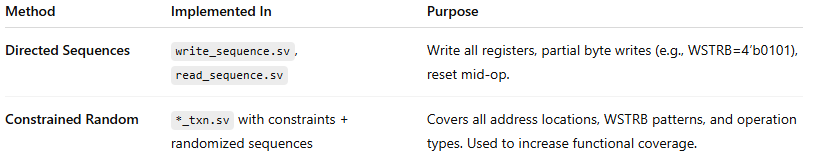 Method Implemented In Purpose
Directed Sequences write_sequence.sv, Write all registers, partial byte writes (e.g., WSTRB=4'b0101),
read_sequence.sv reset mid-op.
Constrained Random *_txn.sv with constraints + Covers all address locations, WSTRB patterns, and operation
randomized sequences types. Used to increase functional coverage.